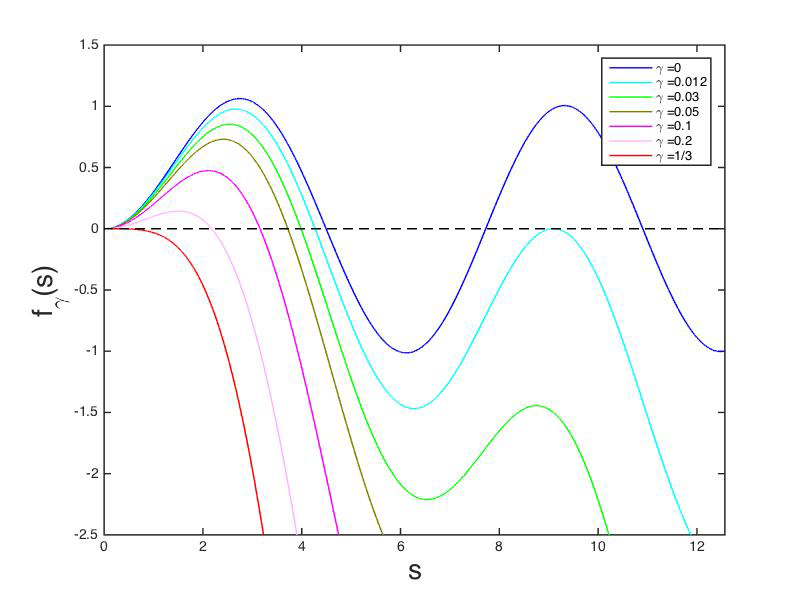 1.5
1
0.5
0
-0.5
-1
-1.5
-2
-2.5
0 2 4 6 8 10 12
s
f_γ(s)
γ =0
γ =0.012
γ =0.03
γ =0.05
γ =0.1
γ =0.2
γ =1/3